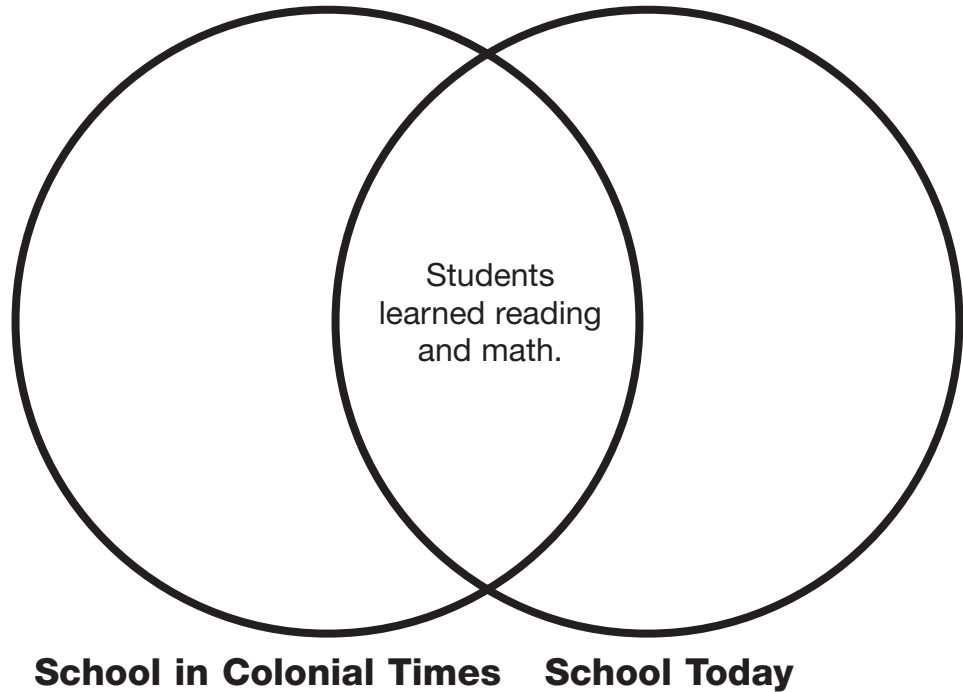 Students
learned reading
and math.
School in Colonial Times
School Today